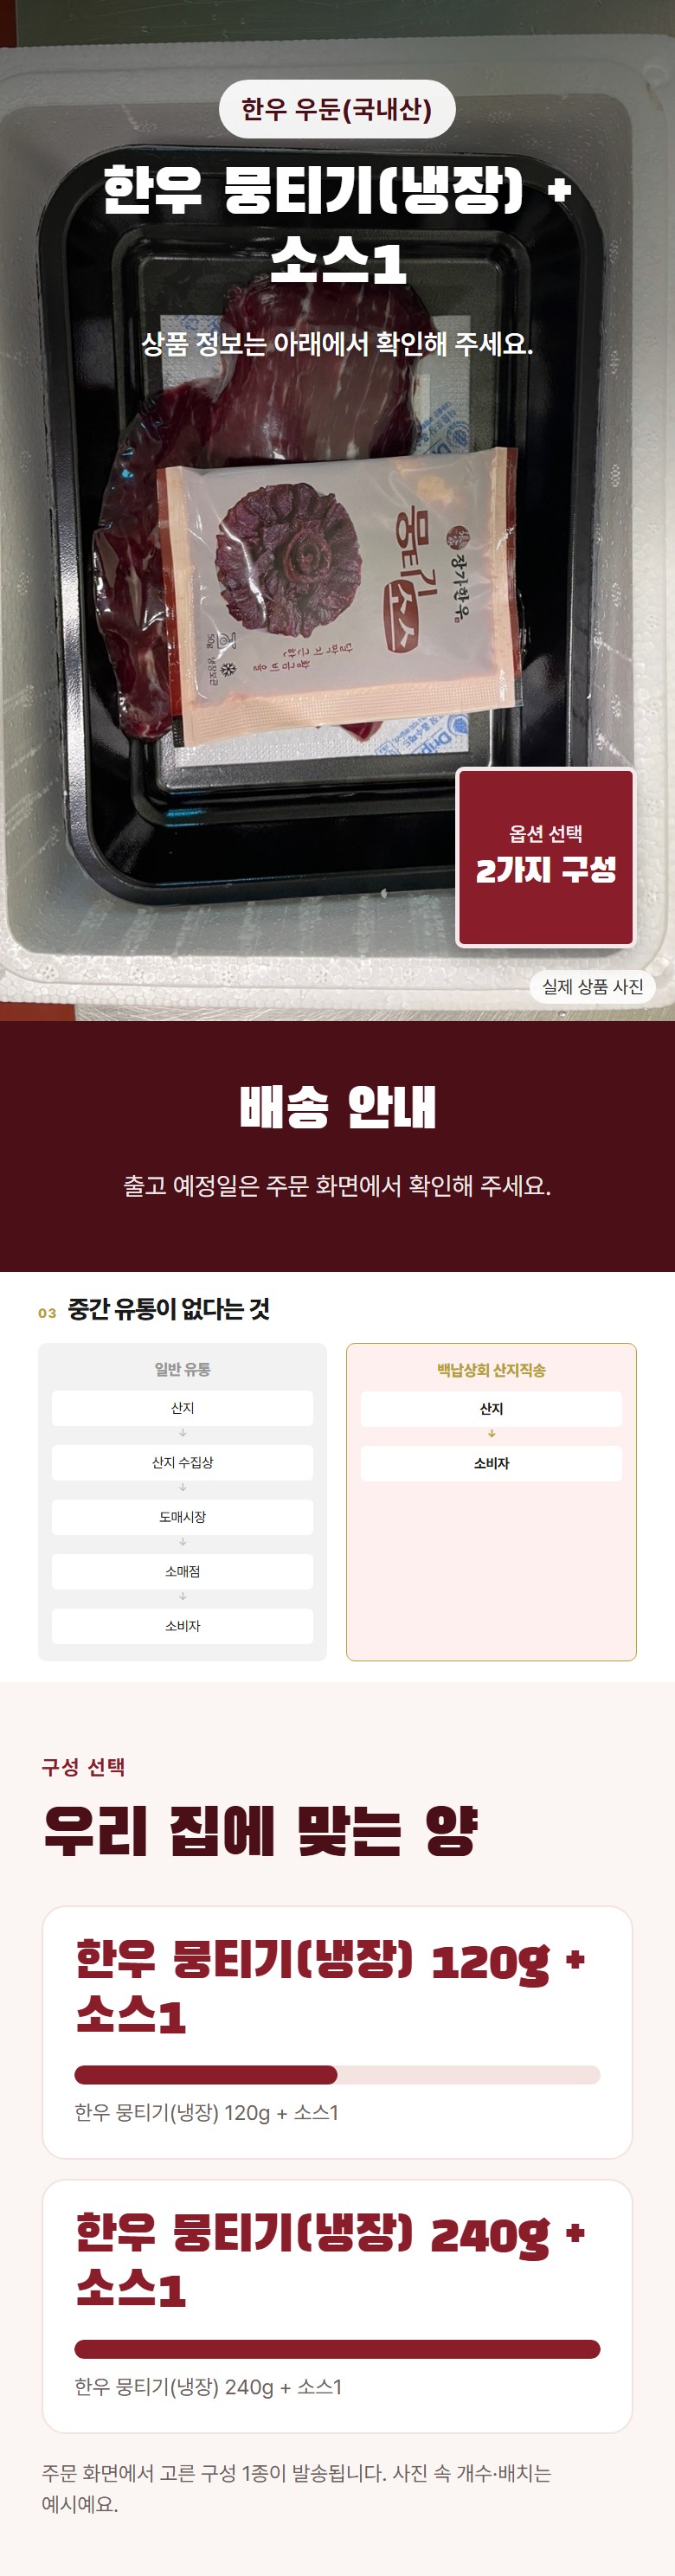 한우 우둔(국내산)
한우 뭉티기(냉장) +
소스1
상품 정보는 아래에서 확인해 주세요.
장가한우
뭉티기
소스
50g
냉장보관
옵션 선택
2가지 구성
실제 상품 사진
배송 안내
출고 예정일은 주문 화면에서 확인해 주세요.
03 중간 유통이 없다는 것
일반 유통
산지
↓
산지 수집상
↓
도매시장
↓
소매점
↓
소비자
백납상회 산지직송
산지
↓
소비자
구성 선택
우리 집에 맞는 양
한우 뭉티기(냉장) 120g +
소스1
한우 뭉티기(냉장) 120g + 소스1
한우 뭉티기(냉장) 240g +
소스1
한우 뭉티기(냉장) 240g + 소스1
주문 화면에서 고른 구성 1종이 발송됩니다. 사진 속 개수·배치는
예시예요.